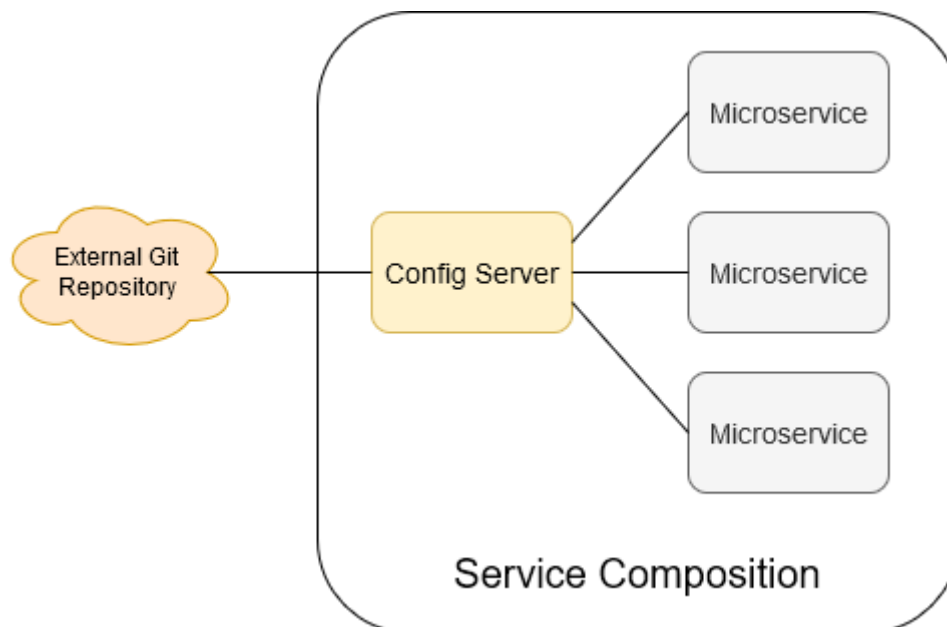 External Git
Repository
Config Server
Microservice
Microservice
Microservice
Service Composition